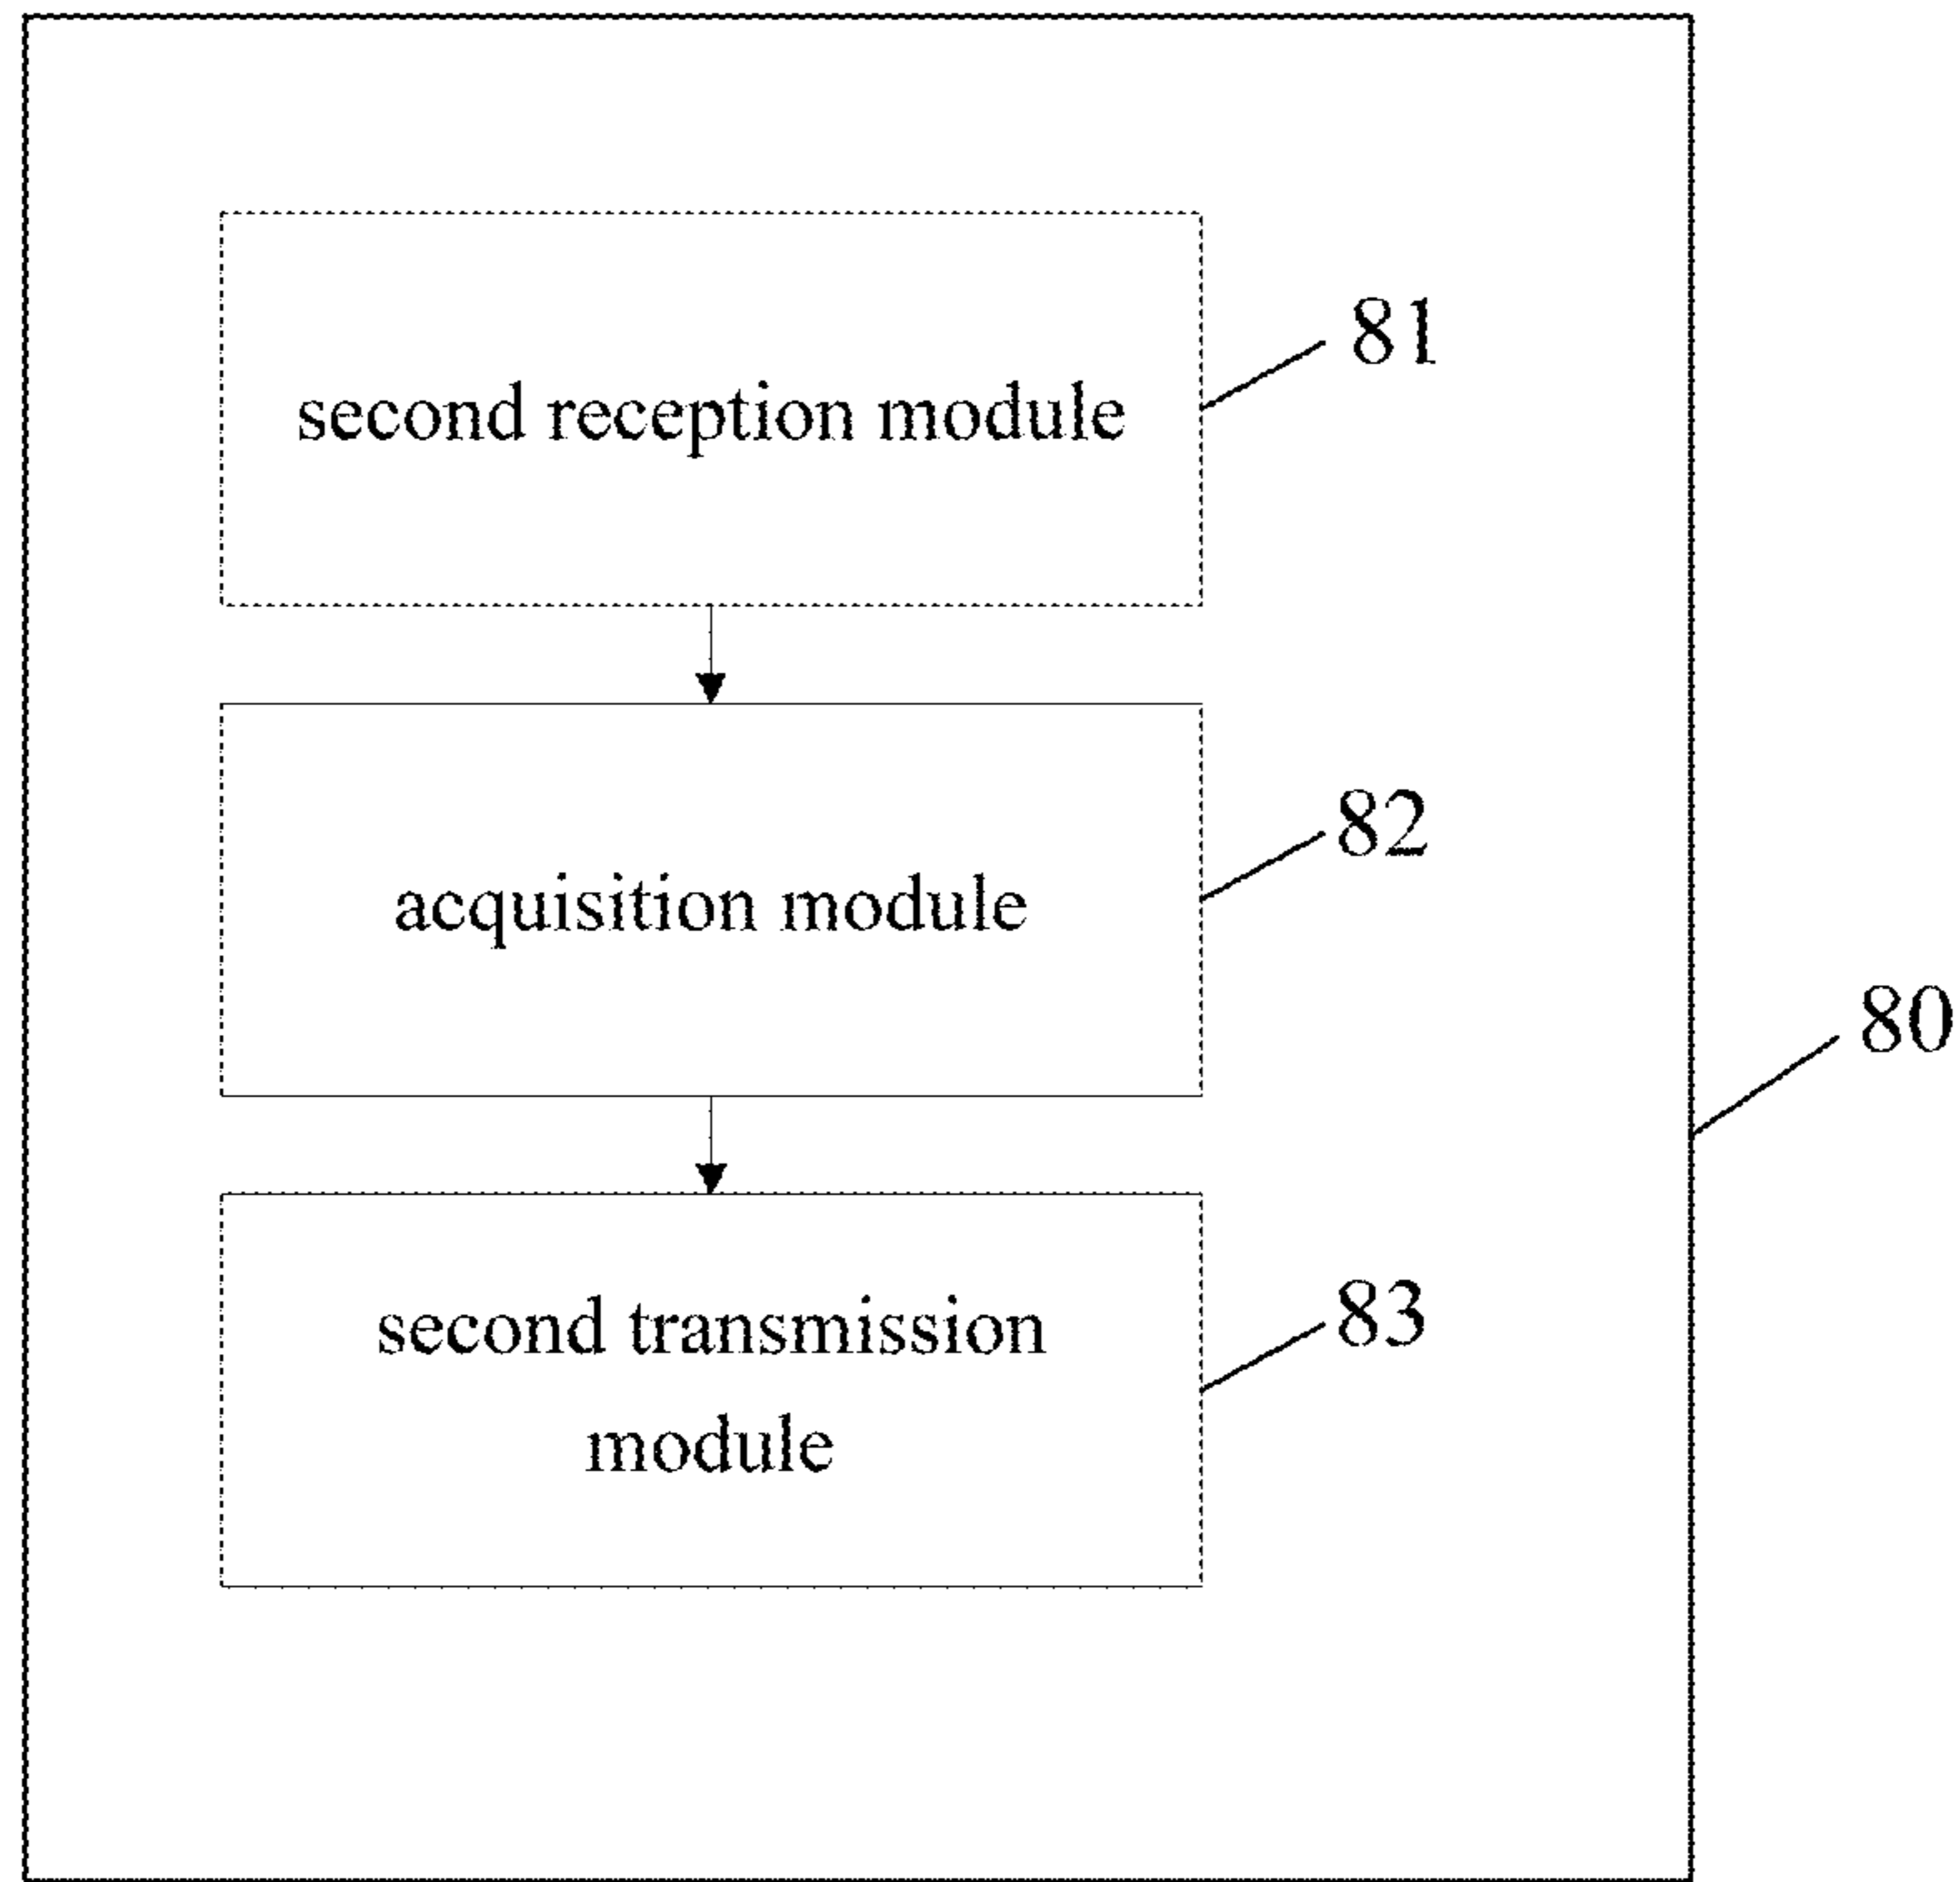 81
second reception module
82
acquisition module
80
83
second transmission
module